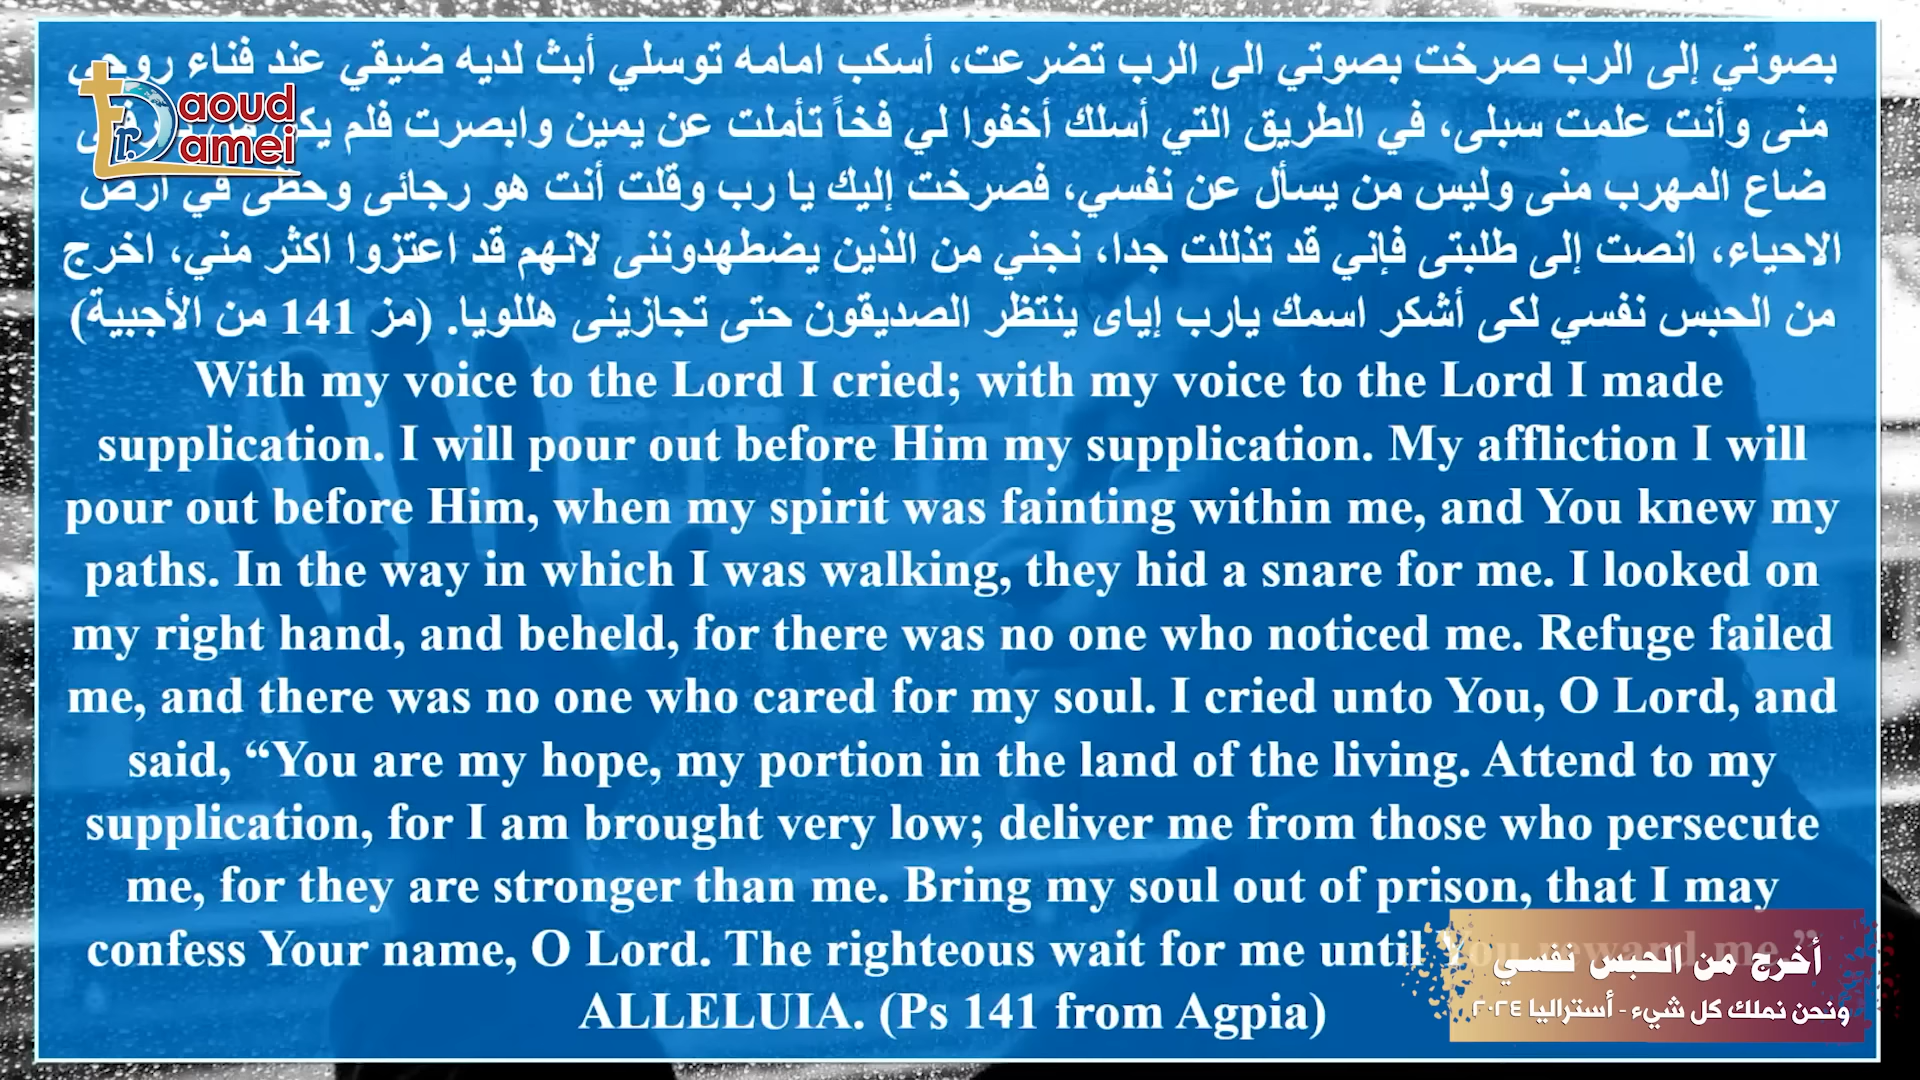 بصوتي إلى الرب صرخت بصوتي الى الرب تضرعت، أسكب امامه توسلي أبث لديه ضيقي عند فناء روحي
منى وأنت علمت سبلى، في الطريق التي أسلك أخفوا لي فخاً تأملت عن يمين وابصرت فلم
ضاع المهرب منى وليس من يسأل عن نفسي، فصرخت إليك يا رب وقلت أنت هو رجائى وحظى في ارض
الاحياء، انصت إلى طلبتى فإني قد تذللت جدا، نجني من الذين يضطهدوننى لانهم قد اعتزوا اكثر مني، اخرج
من الحبس نفسي لكى أشكر اسمك يارب إياى ينتظر الصديقون حتى تجازينى هللويا. (مز 141 من الأجبية)
With my voice to the Lord I cried; with my voice to the Lord I made
supplication. I will pour out before Him my supplication. My affliction I will
pour out before Him, when my spirit was fainting within me, and You knew my
paths. In the way in which I was walking, they hid a snare for me. I looked on
my right hand, and beheld, for there was no one who noticed me. Refuge failed
me, and there was no one who cared for my soul. I cried unto You, O Lord, and
said, “You are my hope, my portion in the land of the living. Attend to my
supplication, for I am brought very low; deliver me from those who persecute
me, for they are stronger than me. Bring my soul out of prison, that I may
confess Your name, O Lord. The righteous wait for me until You reward me.”
ALLELUIA. (Ps 141 from Agpia)
Dr. Daoud
Lamei
أخرج من الحبس نفسي
ونحن نملك كل شيء - أستراليا ٢٠٢٤